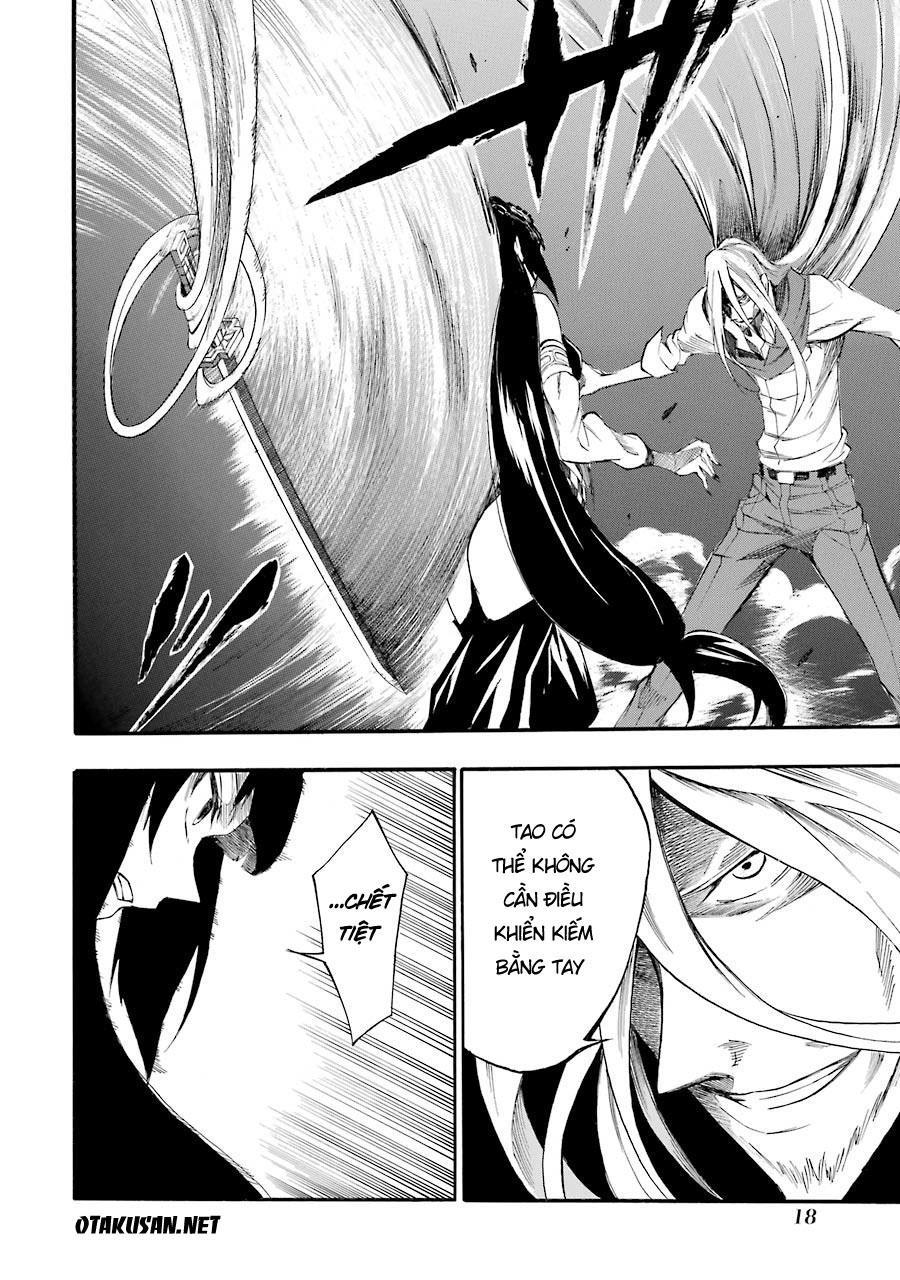 TAO CÓ
THỂ KHÔNG
CẦN ĐIỀU
KHIỂN KIẾM
BẰNG TAY
...CHẾT
TIỆT
OTAKUSAN.NET
18